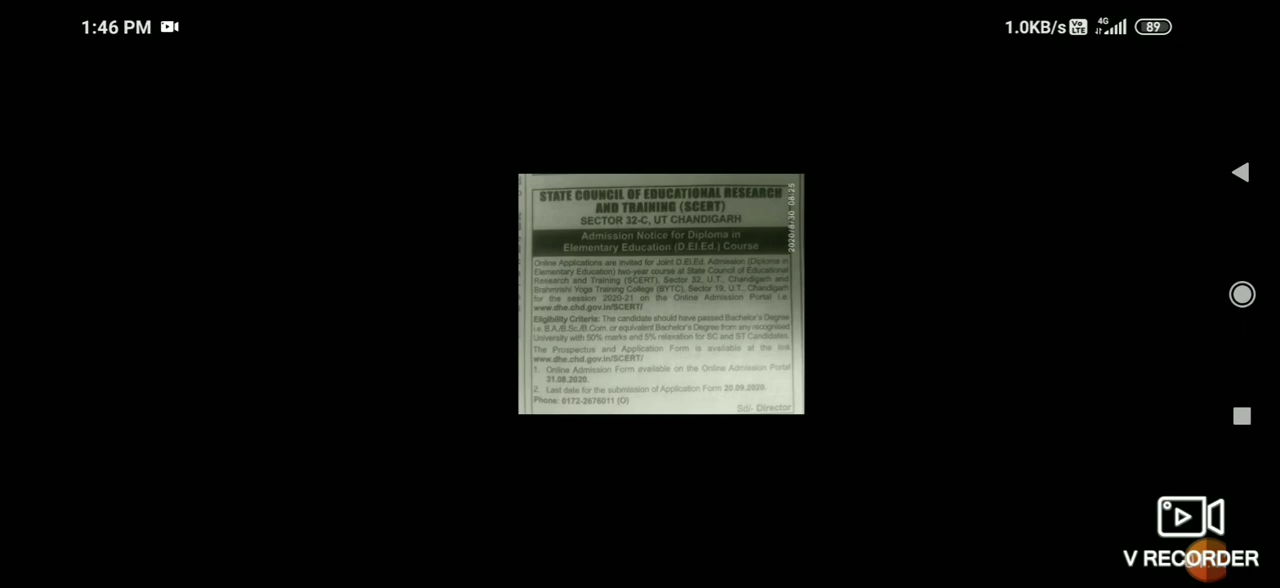 1:46 PM
1.0KB/s Vo LTE 4G 89
STATE COUNCIL OF EDUCATIONAL RESEARCH
AND TRAINING (SCERT)
SECTOR 32-C, UT CHANDIGARH
Admission Notice for Diploma in
Elementary Education (D.El.Ed.) Course
Online Applications are invited for Joint D.El.Ed. Admission (Diploma in
Elementary Education) two-year course at State Council of Educational
Research and Training (SCERT), Sector 32, U.T., Chandigarh and
Brahmrishi Yoga Training College (BYTC), Sector 19, U.T., Chandigarh
for the session 2020-21 on the Online Admission Portal i.e.
www.dhe.chd.gov.in/SCERT/
Eligibility Criteria: The candidate should have passed Bachelor's Degree
i.e. B.A./B.Sc./B.Com. or equivalent Bachelor's Degree from any recognised
University with 50% marks and 5% relaxation for SC and ST Candidates.
The Prospectus and Application Form is available at the link
www.dhe.chd.gov.in/SCERT/
1. Online Admission Form available on the Online Admission Portal
31.08.2020.
2. Last date for the submission of Application Form 20.09.2020.
Phone: 0172-2676011 (O)
Sd/- Director
2020/8/30 08:25
V RECORDER